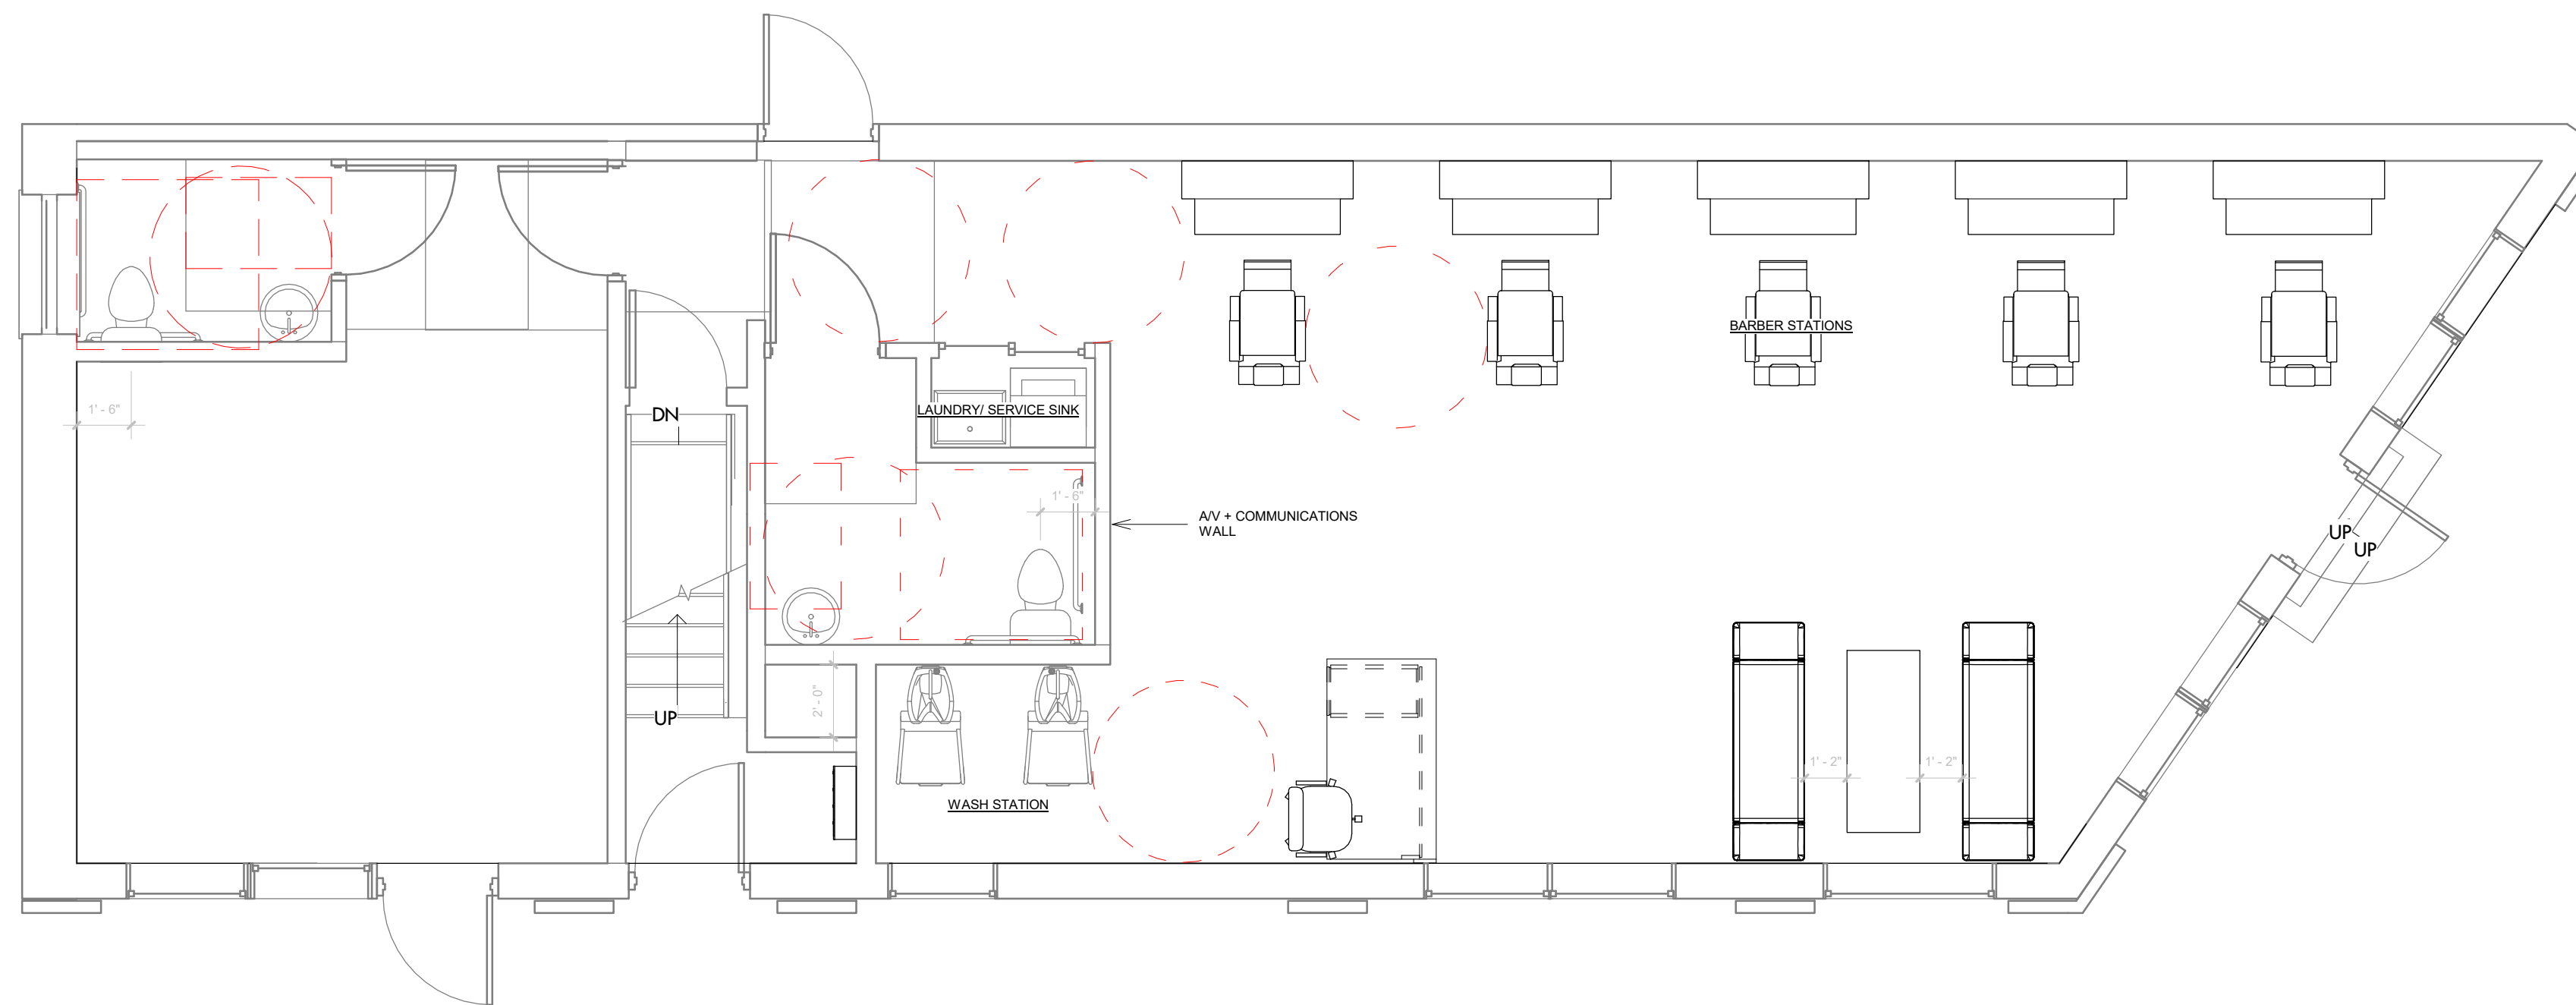 BARBER STATIONS
1' - 6"
DN
LAUNDRY/ SERVICE SINK
1' - 6"
A/V + COMMUNICATIONS
WALL
UP
UP
2' - 0"
UP
1' - 2"
1' - 2"
WASH STATION